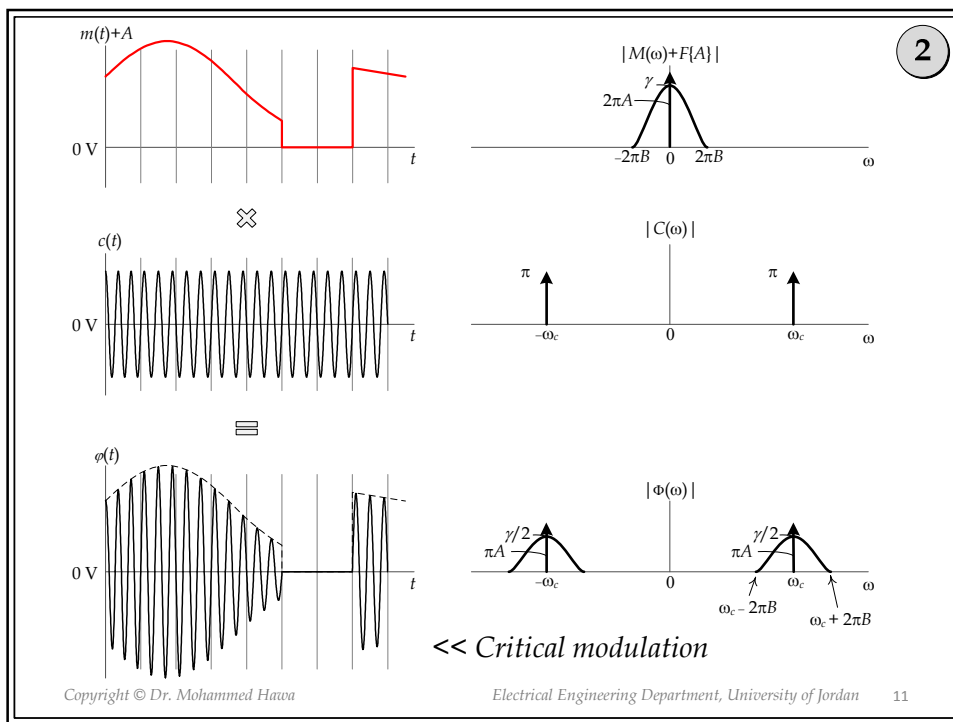 2
m(t)+A
0 V
t
|M(ω)+F{A}|
γ
2πA
−2πB
0
2πB
ω
c(t)
0 V
t
|C(ω)|
π
π
−ωc
0
ωc
ω
φ(t)
0 V
|Φ(ω)|
γ/2
πA
−ωc
0
γ/2
πA
ωc
ω
ωc − 2πB
ωc + 2πB
<< Critical modulation
Copyright © Dr. Mohammed Hawa
Electrical Engineering Department, University of Jordan
11